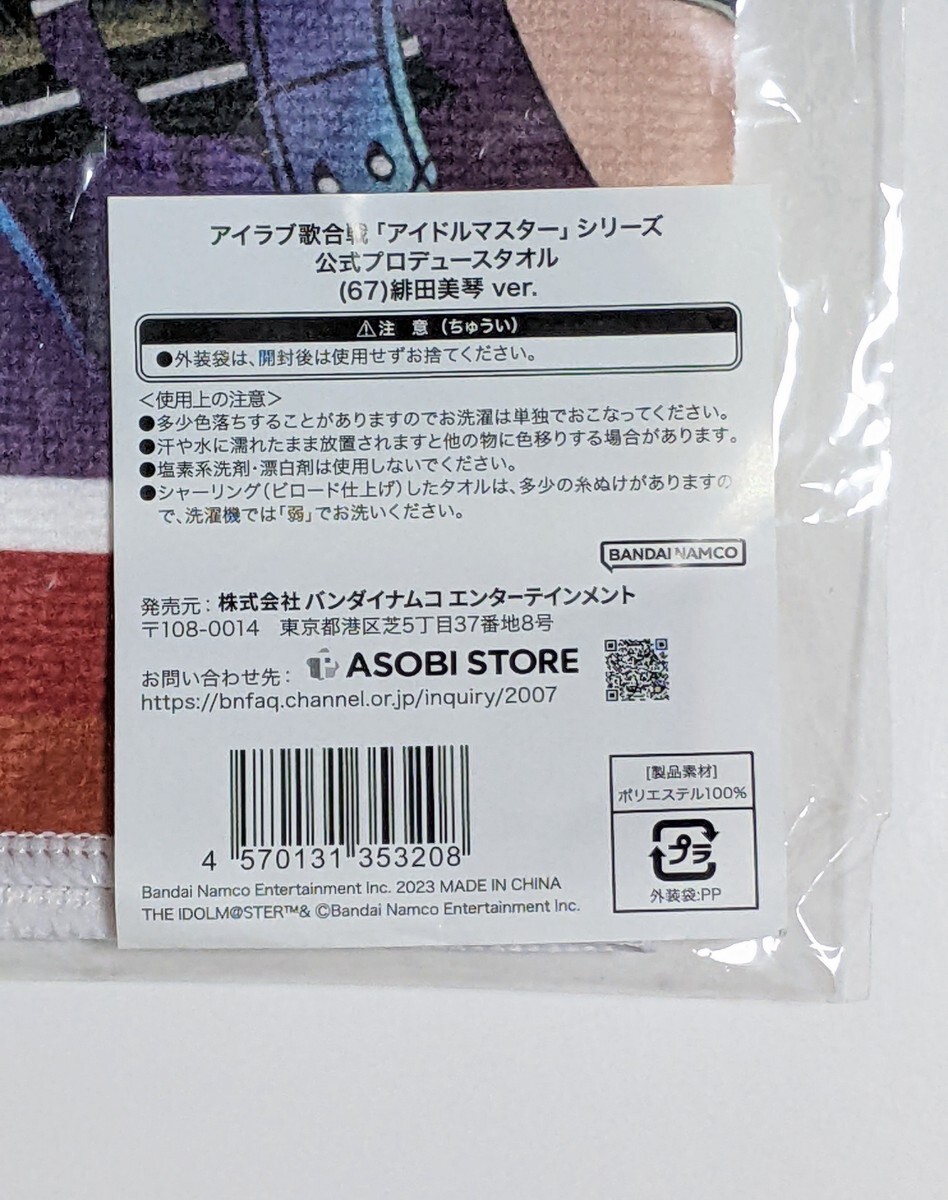 アイラブ歌合戦「アイドルマスター」シリーズ
公式プロデュースタオル
(67)緋田美琴 ver.
⚠注　意（ちゅうい）
●外装袋は、開封後は使用せずお捨てください。
＜使用上の注意＞
●多少色落ちすることがありますのでお洗濯は単独でおこなってください。
●汗や水に濡れたまま放置されますと他の物に色移りする場合があります。
●塩素系洗剤・漂白剤は使用しないでください。
●シャーリング（ビロード仕上げ）したタオルは、多少の糸ぬけがありますの
で、洗濯機では「弱」でお洗いください。
BANDAI NAMCO
発売元：株式会社 バンダイナムコ エンターテインメント
〒108-0014　東京都港区芝5丁目37番地8号
お問い合わせ先：ASOBI STORE
https://bnfaq.channel.or.jp/inquiry/2007
4 570131 353208
Bandai Namco Entertainment Inc. 2023 MADE IN CHINA
THE IDOLM@STER™& ©Bandai Namco Entertainment Inc.
[製品素材]
ポリエステル100%
プラ
外装袋:PP